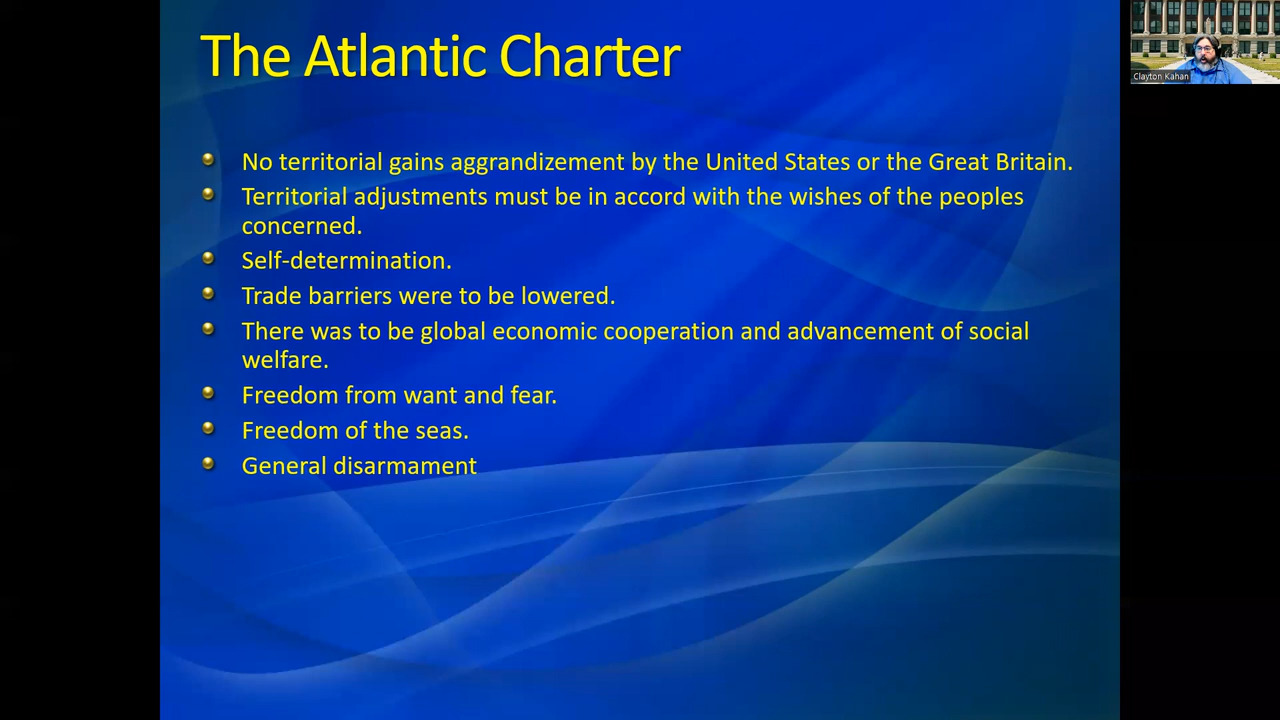 The Atlantic Charter
Clayton Kahan
No territorial gains aggrandizement by the United States or the Great Britain.
Territorial adjustments must be in accord with the wishes of the peoples
concerned.
Self-determination.
Trade barriers were to be lowered.
There was to be global economic cooperation and advancement of social
welfare.
Freedom from want and fear.
Freedom of the seas.
General disarmament